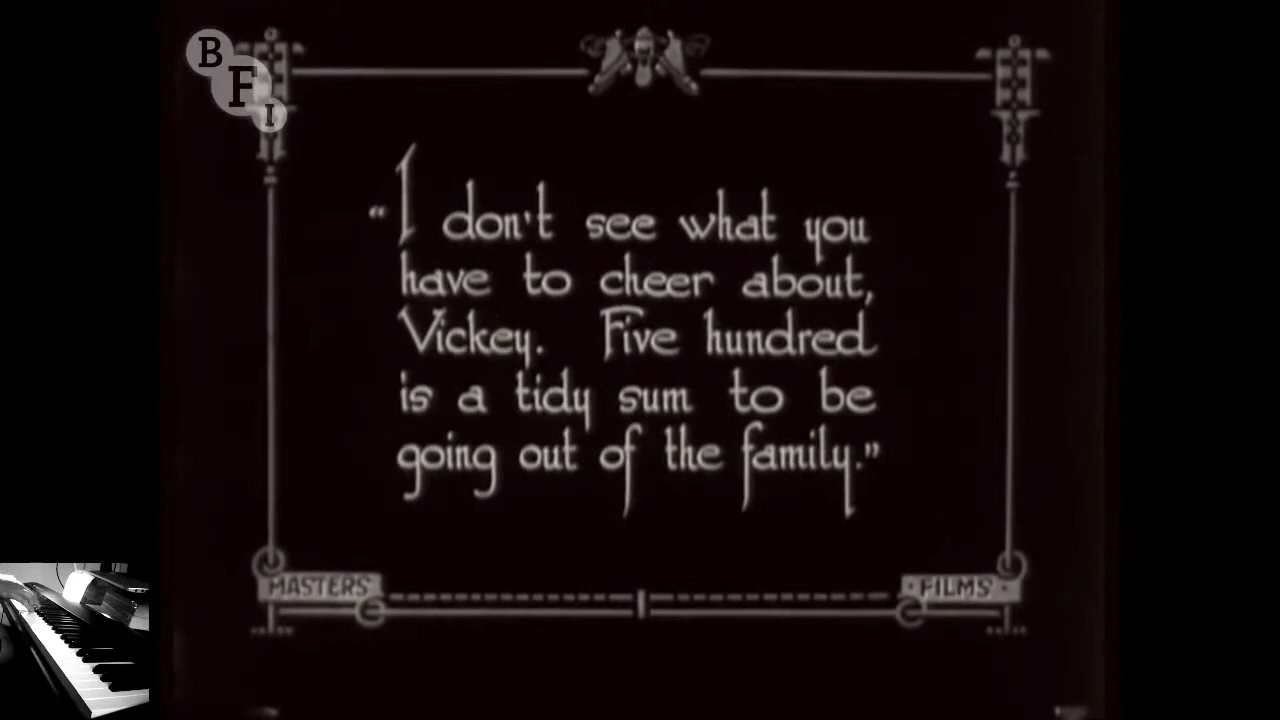 BFI
“I don't see what you
have to cheer about,
Vickey. Five hundred
is a tidy sum to be
going out of the family.”
MASTERS · FILMS ·